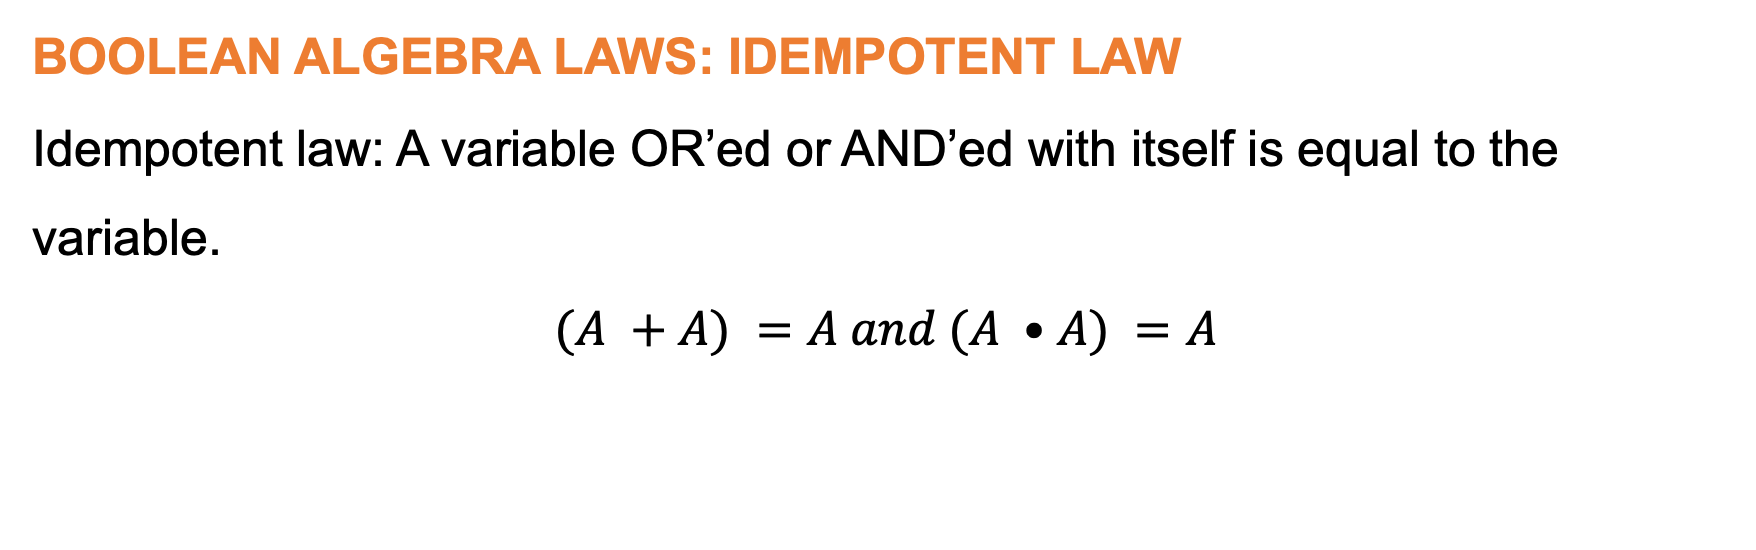 BOOLEAN ALGEBRA LAWS: IDEMPOTENT LAW
Idempotent law: A variable OR’ed or AND’ed with itself is equal to the
variable.
(A + A) = A and (A • A) = A